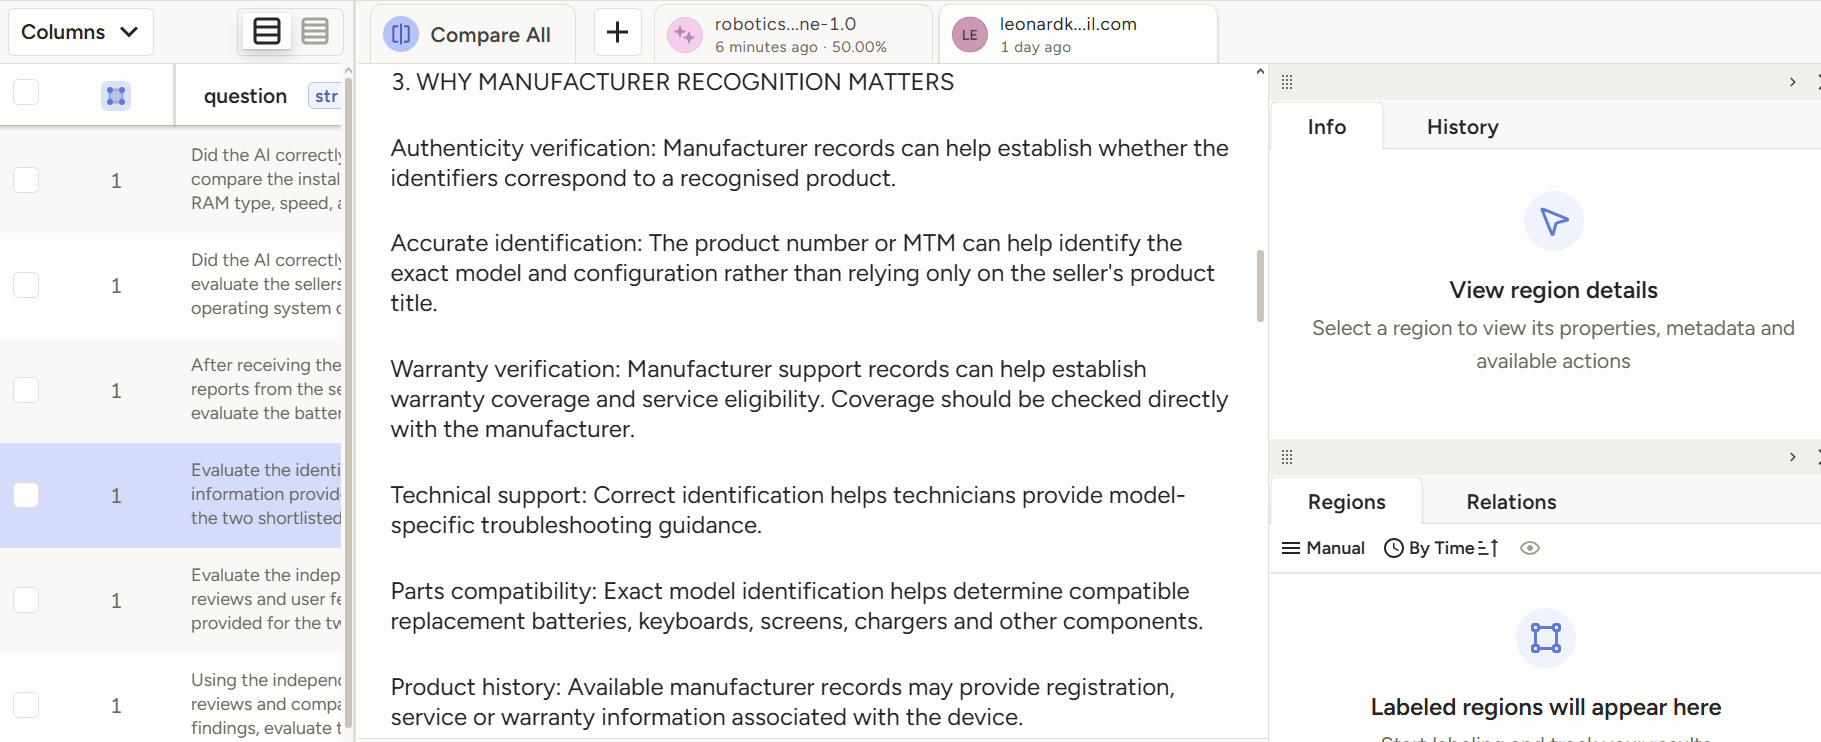 Columns
Compare All
robotics...ne-1.0
6 minutes ago · 50.00%
LE
leonardk...il.com
1 day ago
question
str
1
Did the AI correctly
compare the instal
RAM type, speed,
1
Did the AI correctly
evaluate the sellers
operating system
1
After receiving the
reports from the se
evaluate the batter
1
Evaluate the identi
information provid
the two shortlisted
1
Evaluate the indep
reviews and user fe
provided for the tw
1
Using the independ
reviews and compa
findings, evaluate t
3. WHY MANUFACTURER RECOGNITION MATTERS
Authenticity verification: Manufacturer records can help establish whether the
identifiers correspond to a recognised product.
Accurate identification: The product number or MTM can help identify the
exact model and configuration rather than relying only on the seller's product
title.
Warranty verification: Manufacturer support records can help establish
warranty coverage and service eligibility. Coverage should be checked directly
with the manufacturer.
Technical support: Correct identification helps technicians provide model-
specific troubleshooting guidance.
Parts compatibility: Exact model identification helps determine compatible
replacement batteries, keyboards, screens, chargers and other components.
Product history: Available manufacturer records may provide registration,
service or warranty information associated with the device.
Info
History
View region details
Select a region to view its properties, metadata and
available actions
Regions
Relations
Manual
By Time
Labeled regions will appear here